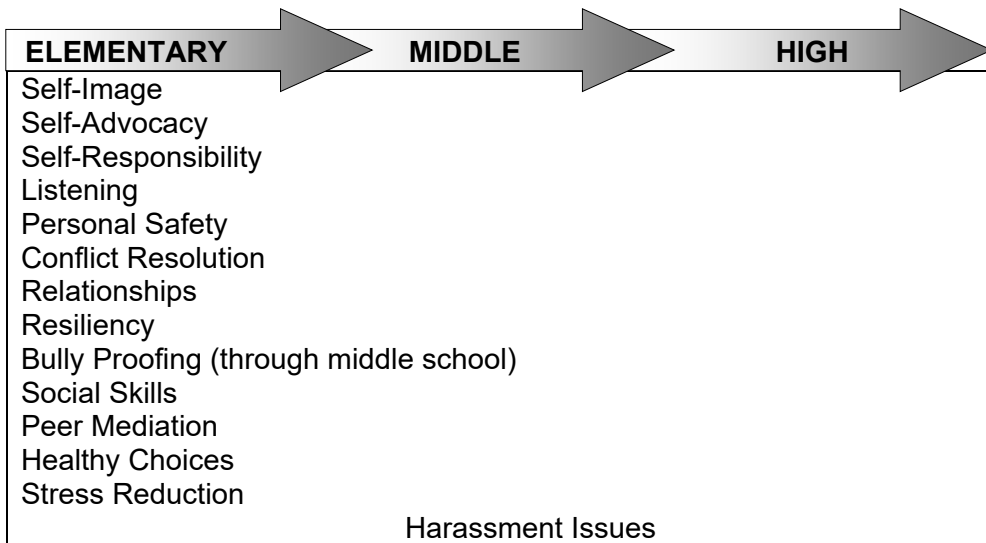 ELEMENTARY MIDDLE HIGH
Self-Image
Self-Advocacy
Self-Responsibility
Listening
Personal Safety
Conflict Resolution
Relationships
Resiliency
Bully Proofing (through middle school)
Social Skills
Peer Mediation
Healthy Choices
Stress Reduction
Harassment Issues